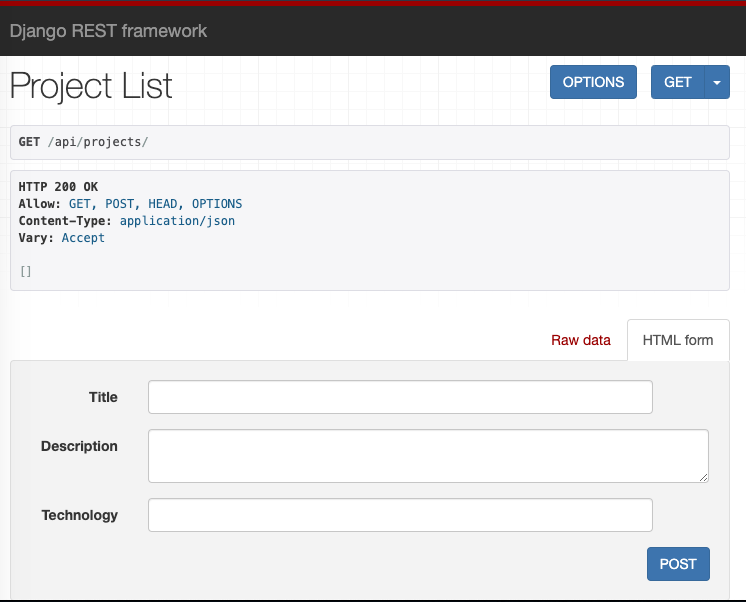 Django REST framework
Project List
OPTIONS
GET
GET /api/projects/
HTTP 200 OK
Allow: GET, POST, HEAD, OPTIONS
Content-Type: application/json
Vary: Accept
[]
Raw data
HTML form
Title
Description
Technology
POST